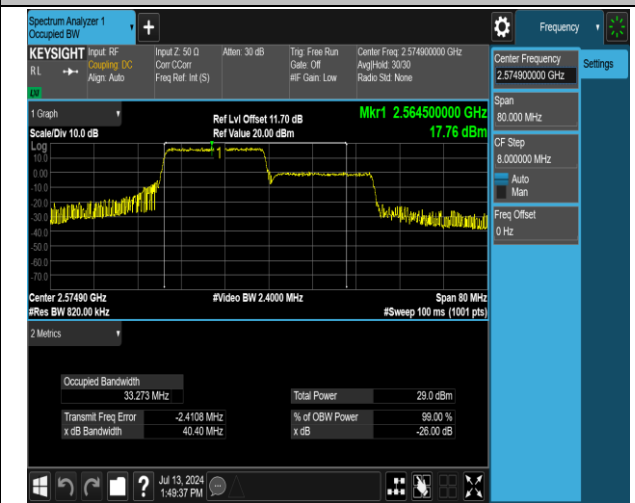 Spectrum Analyzer 1
Occupied BW
Frequency
KEYSIGHT Input: RF
Coupling: DC
Align: Auto
RL
LXI
Input Z: 50 Ω
Corr CCorr
Freq Ref: Int (S)
Atten: 30 dB
Trig: Free Run
Gate: Off
#IF Gain: Low
Center Freq: 2.574900000 GHz
Avg|Hold: 30/30
Radio Std: None
Center Frequency
2.574900000 GHz
Settings
Span
80.000 MHz
CF Step
8.000000 MHz
Auto
Man
Freq Offset
0 Hz
1 Graph
Scale/Div 10.0 dB
Ref Lvl Offset 11.70 dB
Ref Value 20.00 dBm
Mkr1 2.564500000 GHz
17.76 dBm
Log
10.0
0.00
-10.0
-20.0
-30.0
-40.0
-50.0
-60.0
-70.0
1
Center 2.57490 GHz
#Res BW 820.00 kHz
#Video BW 2.4000 MHz
Span 80 MHz
#Sweep 100 ms (1001 pts)
2 Metrics
Occupied Bandwidth
33.273 MHz
Total Power 29.0 dBm
Transmit Freq Error -2.4108 MHz
% of OBW Power 99.00 %
x dB Bandwidth 40.40 MHz
x dB -26.00 dB
Jul 13, 2024
1:49:37 PM